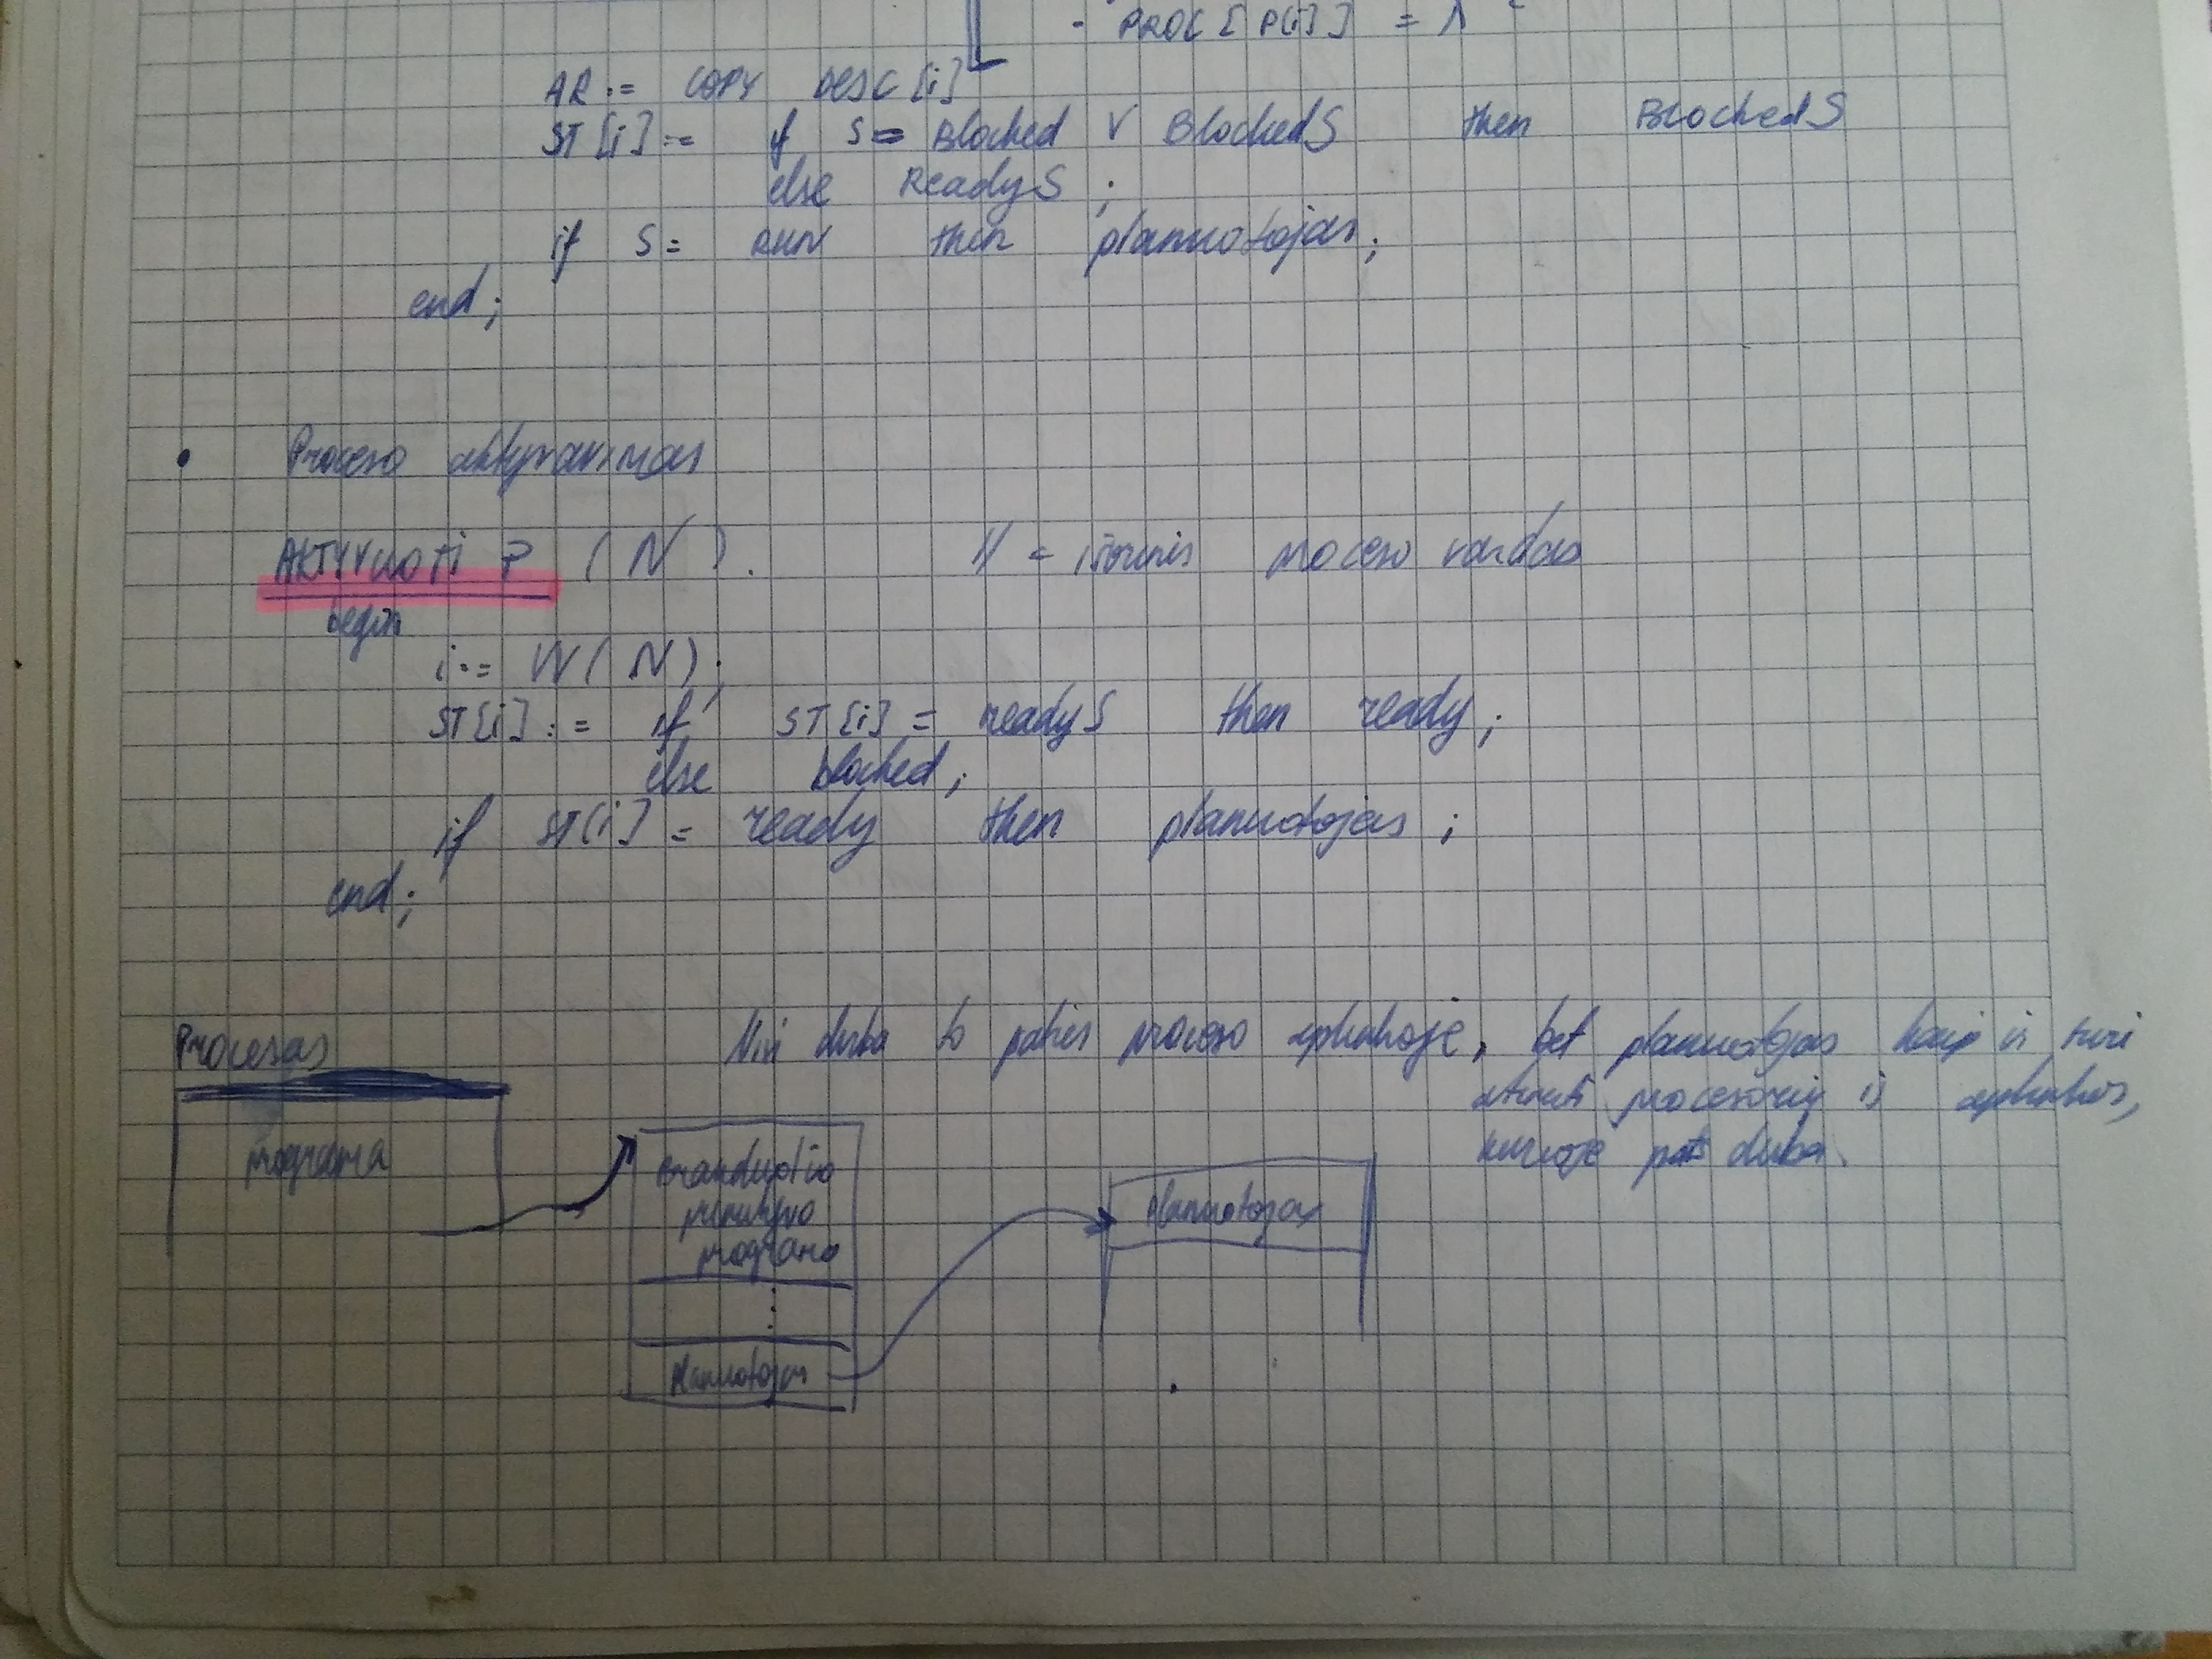 - PROC [P[i]] = Λ
AR := COPY DESC[i]
ST[i] := if S = Blocked V BlockedS then BlockedS
else ReadyS ;
if S = RUN then planuotojas;
end;
• Proceso aktyvavimas
AKTYVUOTI P (N). N = išorinis proceso vardas
begin
i := VV(N);
ST[i] := if ST[i] = readyS then ready;
else blocked;
if ST[i] = ready then planuotojas ;
end;
Procesas
Visi dirba to paties proceso aplinkoje, bet planuotojas kaip ir turi
atimti procesorių iš aplinkos,
kurioje pats dirba.
programa
Branduolio
primityvo
programa
⋮
Planuotojas
Planuotojas